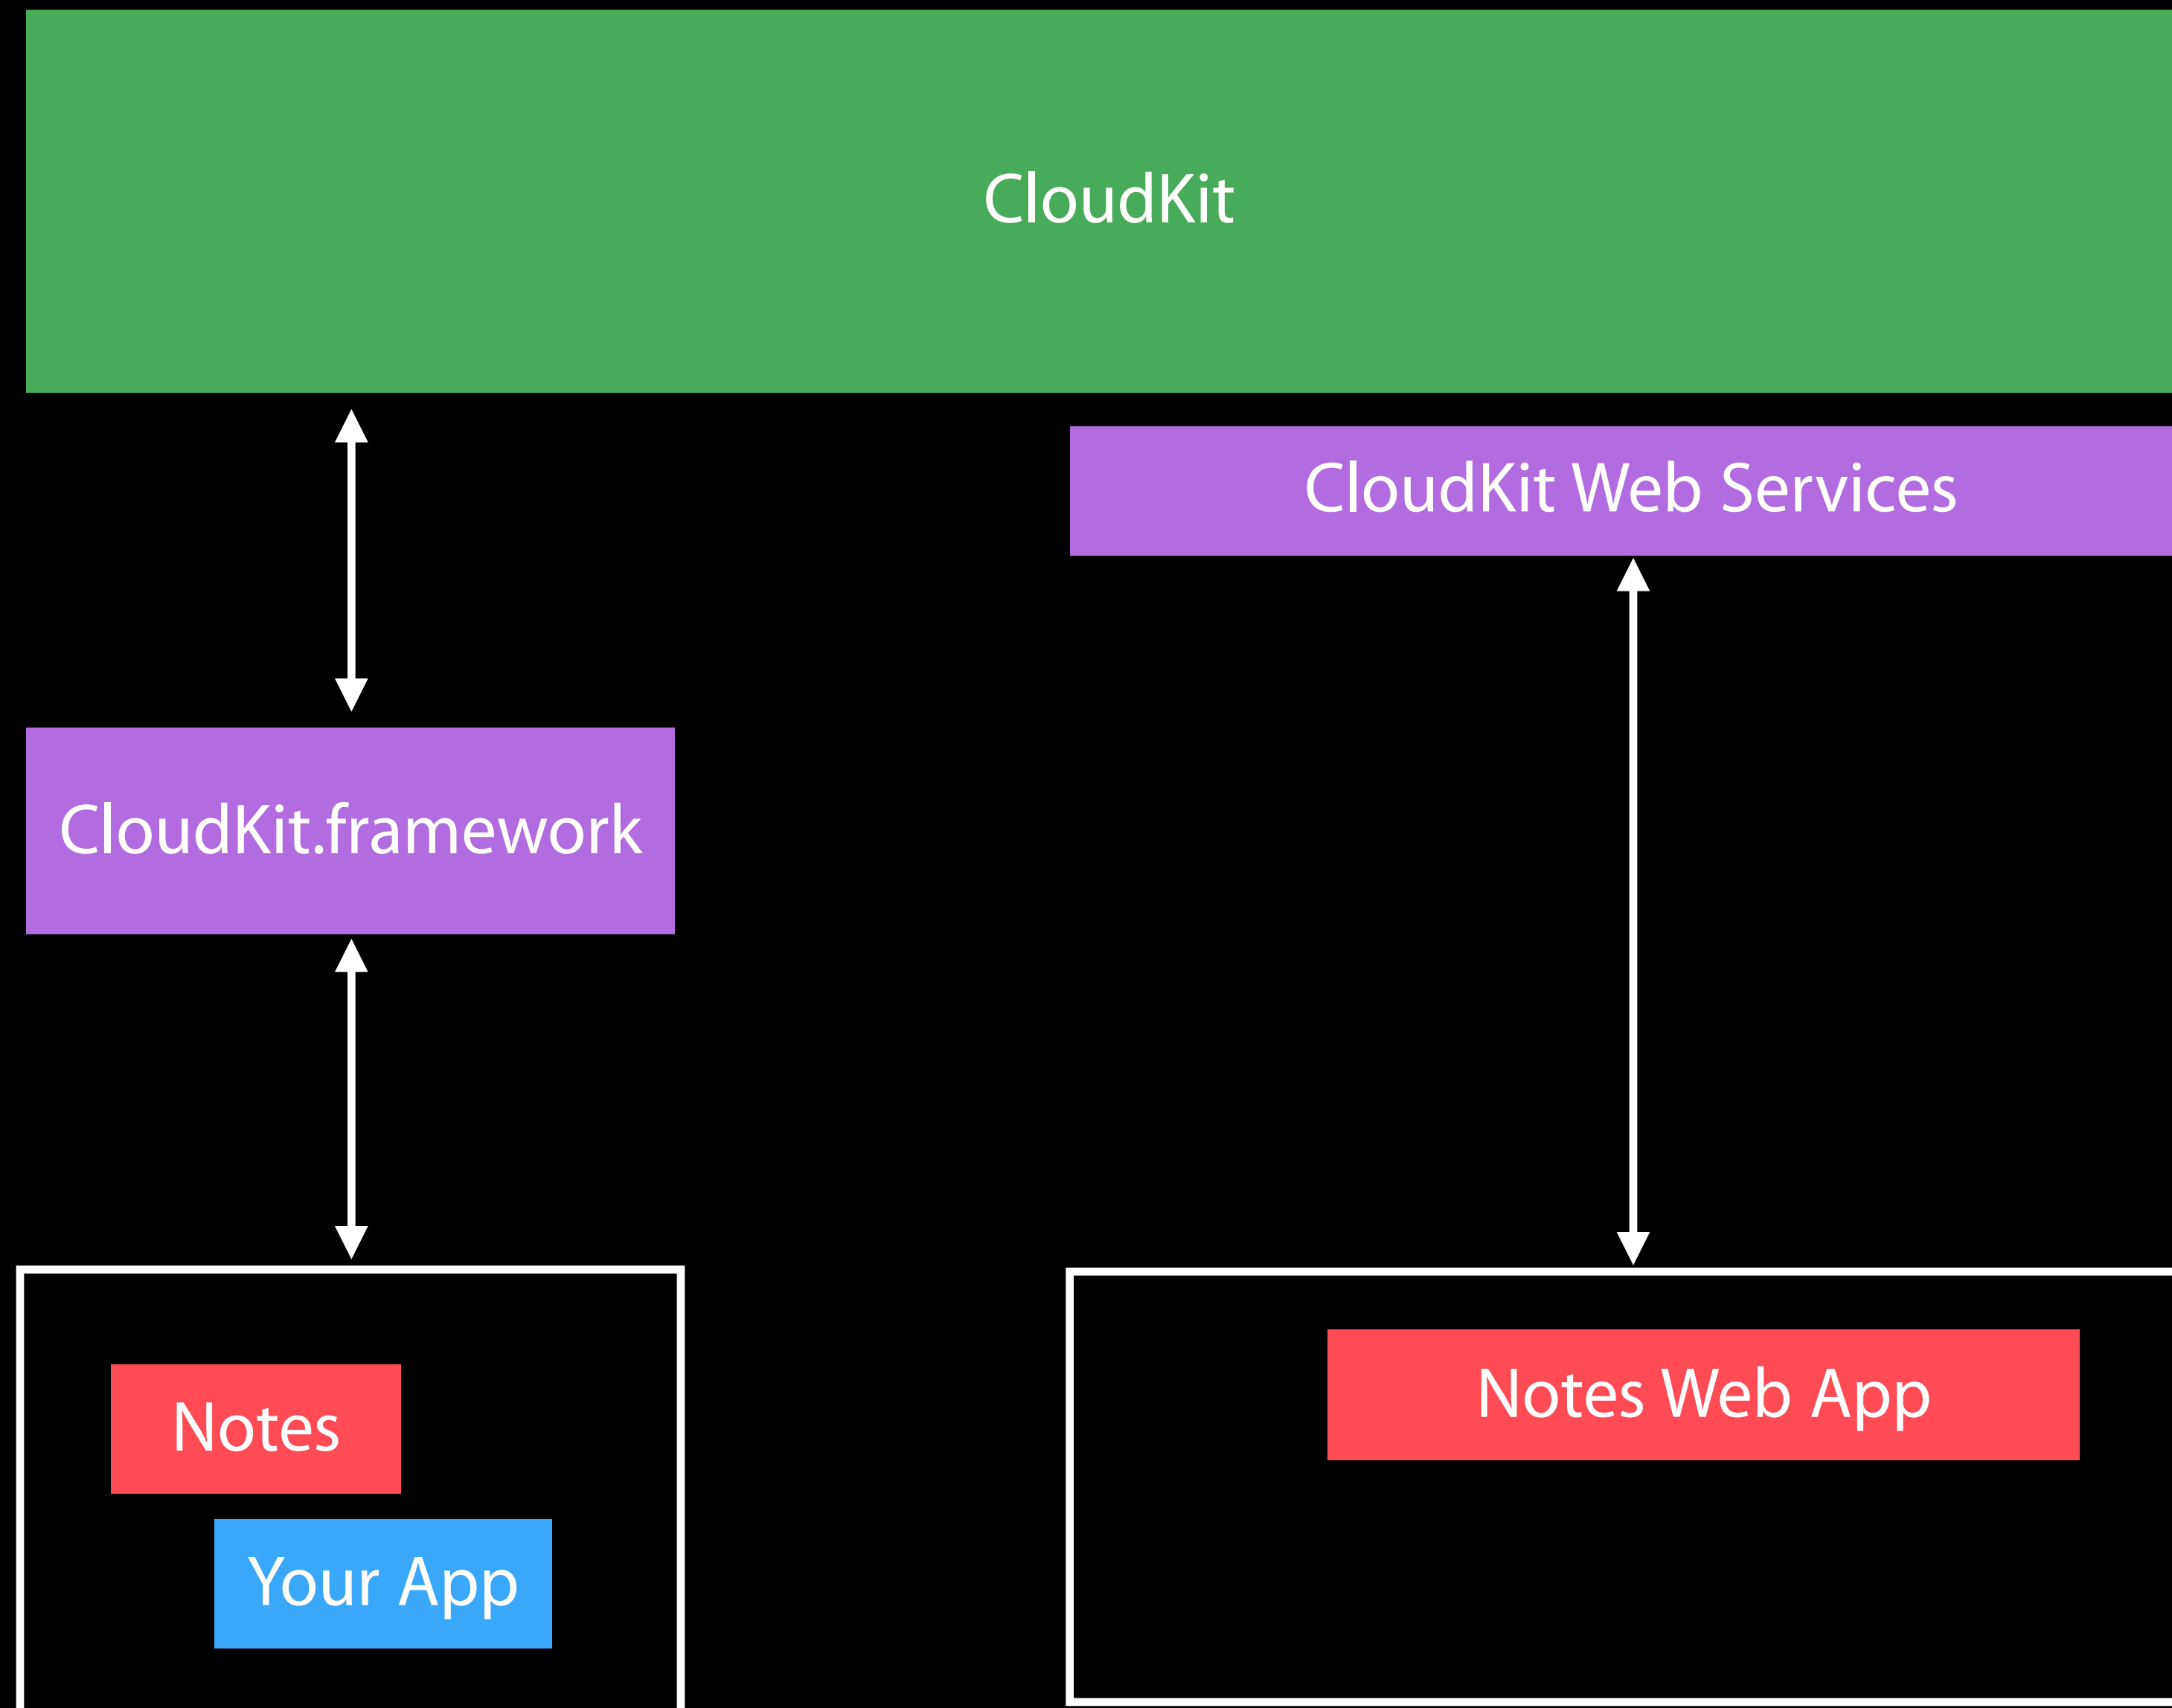 CloudKit
CloudKit Web Services
CloudKit.framework
Notes
Your App
Notes Web App